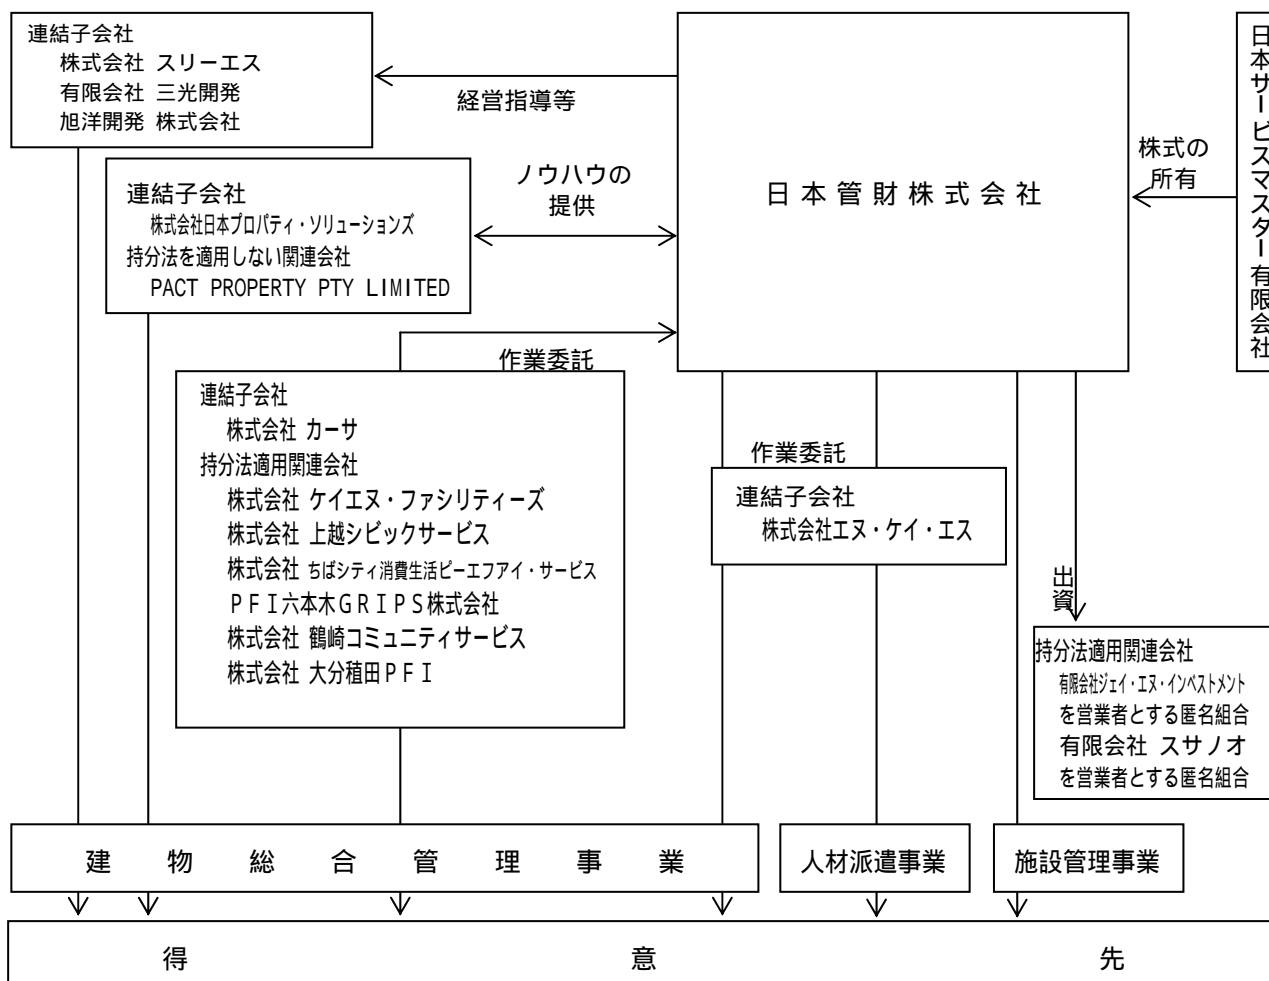 連結子会社
株式会社 スリーエス
有限会社 三光開発
旭洋開発 株式会社
経営指導等
日本管財株式会社
株式の
所有
日本サービスマスター有限会社
連結子会社
株式会社日本プロパティ・ソリューションズ
持分法を適用しない関連会社
PACT PROPERTY PTY LIMITED
ノウハウの
提供
作業委託
連結子会社
株式会社 カーサ
持分法適用関連会社
株式会社 ケイエヌ・ファシリティーズ
株式会社 上越シビックサービス
株式会社 ちばシティ消費生活ピーエフアイ・サービス
ＰＦＩ六本木ＧＲＩＰＳ株式会社
株式会社 鶴崎コミュニティサービス
株式会社 大分稙田ＰＦＩ
作業委託
連結子会社
株式会社エヌ・ケイ・エス
出資
持分法適用関連会社
有限会社ジェイ・エヌ・インベストメント
を営業者とする匿名組合
有限会社 スサノオ
を営業者とする匿名組合
建物総合管理事業
人材派遣事業
施設管理事業
得意先